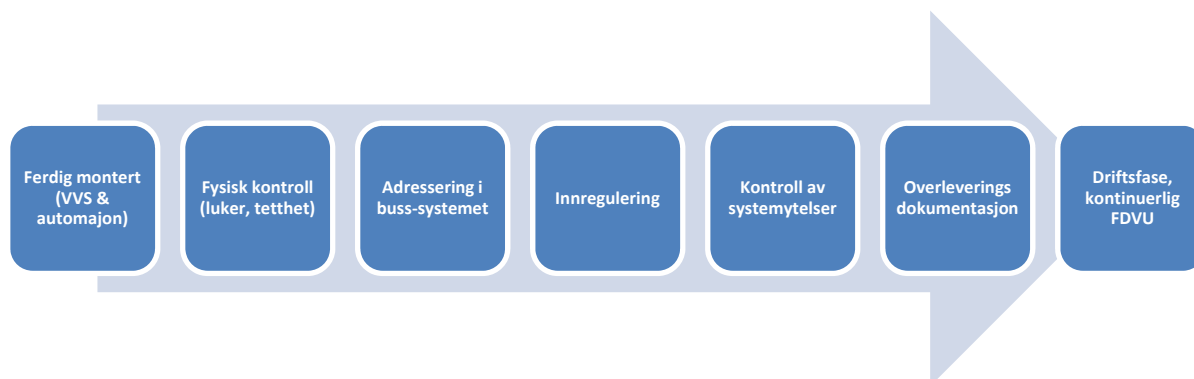 Ferdig montert
(VVS &
automajon)
Fysisk kontroll
(luker, tetthet)
Adressering i
buss-systemet
Innregulering
Kontroll av
systemytelser
Overleverings
dokumentasjon
Driftsfase,
kontinuerlig
FDVU